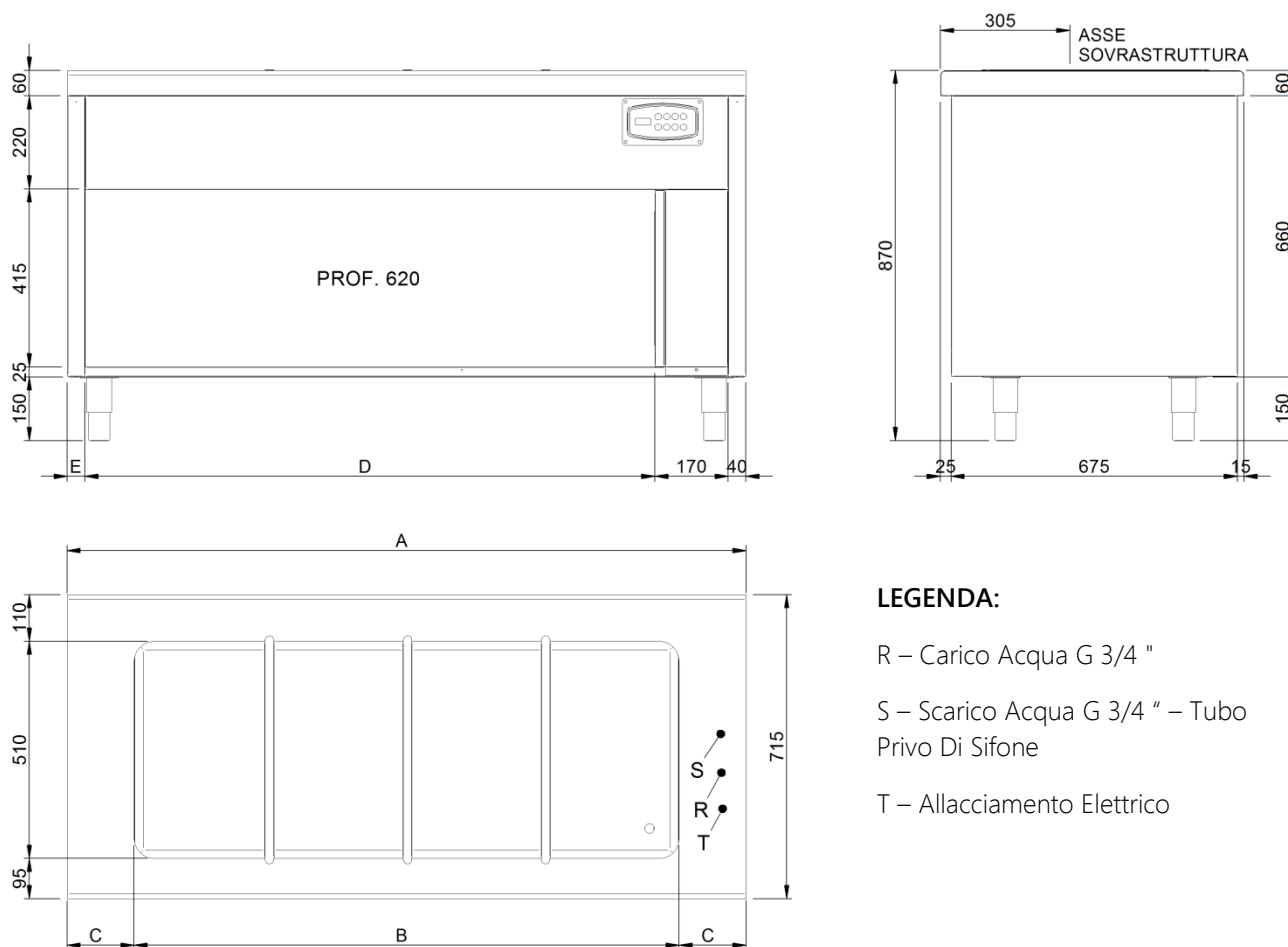 305
ASSE
SOVRASTRUTTURA
60
220
415
25
150
PROF. 620
E
D
170
40
870
60
660
150
25
675
15
A
110
510
95
715
S
R
T
C
B
C
LEGENDA:
R – Carico Acqua G 3/4 "
S – Scarico Acqua G 3/4 “ – Tubo
Privo Di Sifone
T – Allacciamento Elettrico